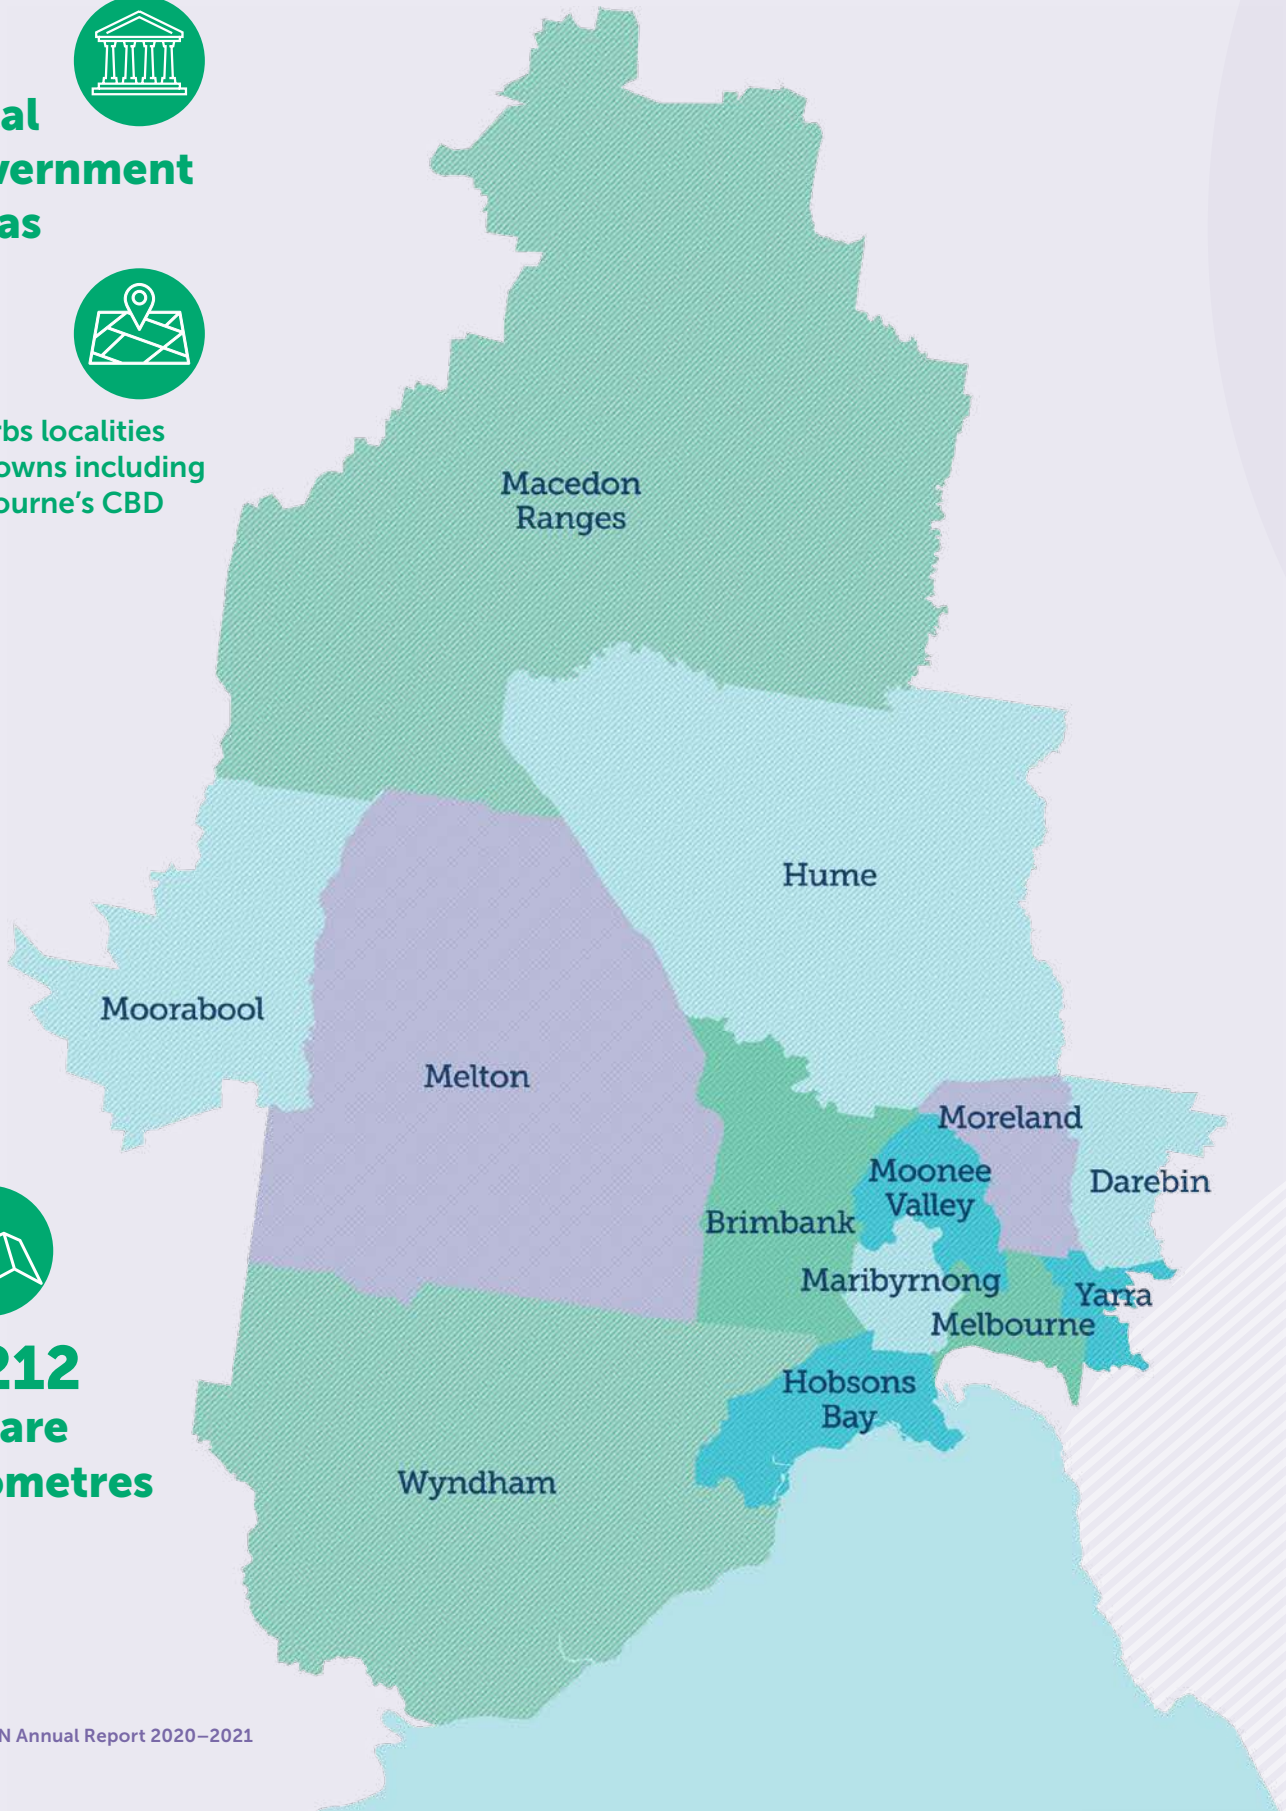 al
vernment
as
rbs localities
owns including
ourne's CBD
Macedon
Ranges
Hume
Moorabool
Melton
Moreland
Moonee
Valley
Darebin
Brimbank
Maribyrnong
Yarra
Melbourne
Hobsons
Bay
Wyndham
212
are
ometres
N Annual Report 2020–2021